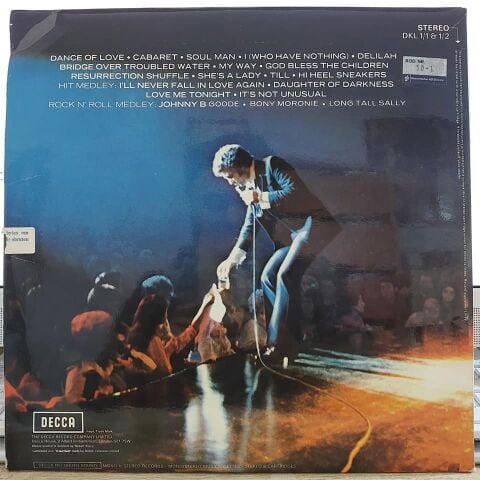 STEREO
DKL 1/1 & 1/2
DANCE OF LOVE • CABARET • SOUL MAN • I (WHO HAVE NOTHING) • DELILAH
BRIDGE OVER TROUBLED WATER • MY WAY • GOD BLESS THE CHILDREN
RESURRECTION SHUFFLE • SHE'S A LADY • TILL • HI HEEL SNEAKERS
HIT MEDLEY: I'LL NEVER FALL IN LOVE AGAIN • DAUGHTER OF DARKNESS
LOVE ME TONIGHT • IT'S NOT UNUSUAL
ROCK N' ROLL MEDLEY: JOHNNY B GOODE • BONY MORONIE • LONG TALL SALLY
DECCA
THE DECCA RECORD COMPANY LIMITED